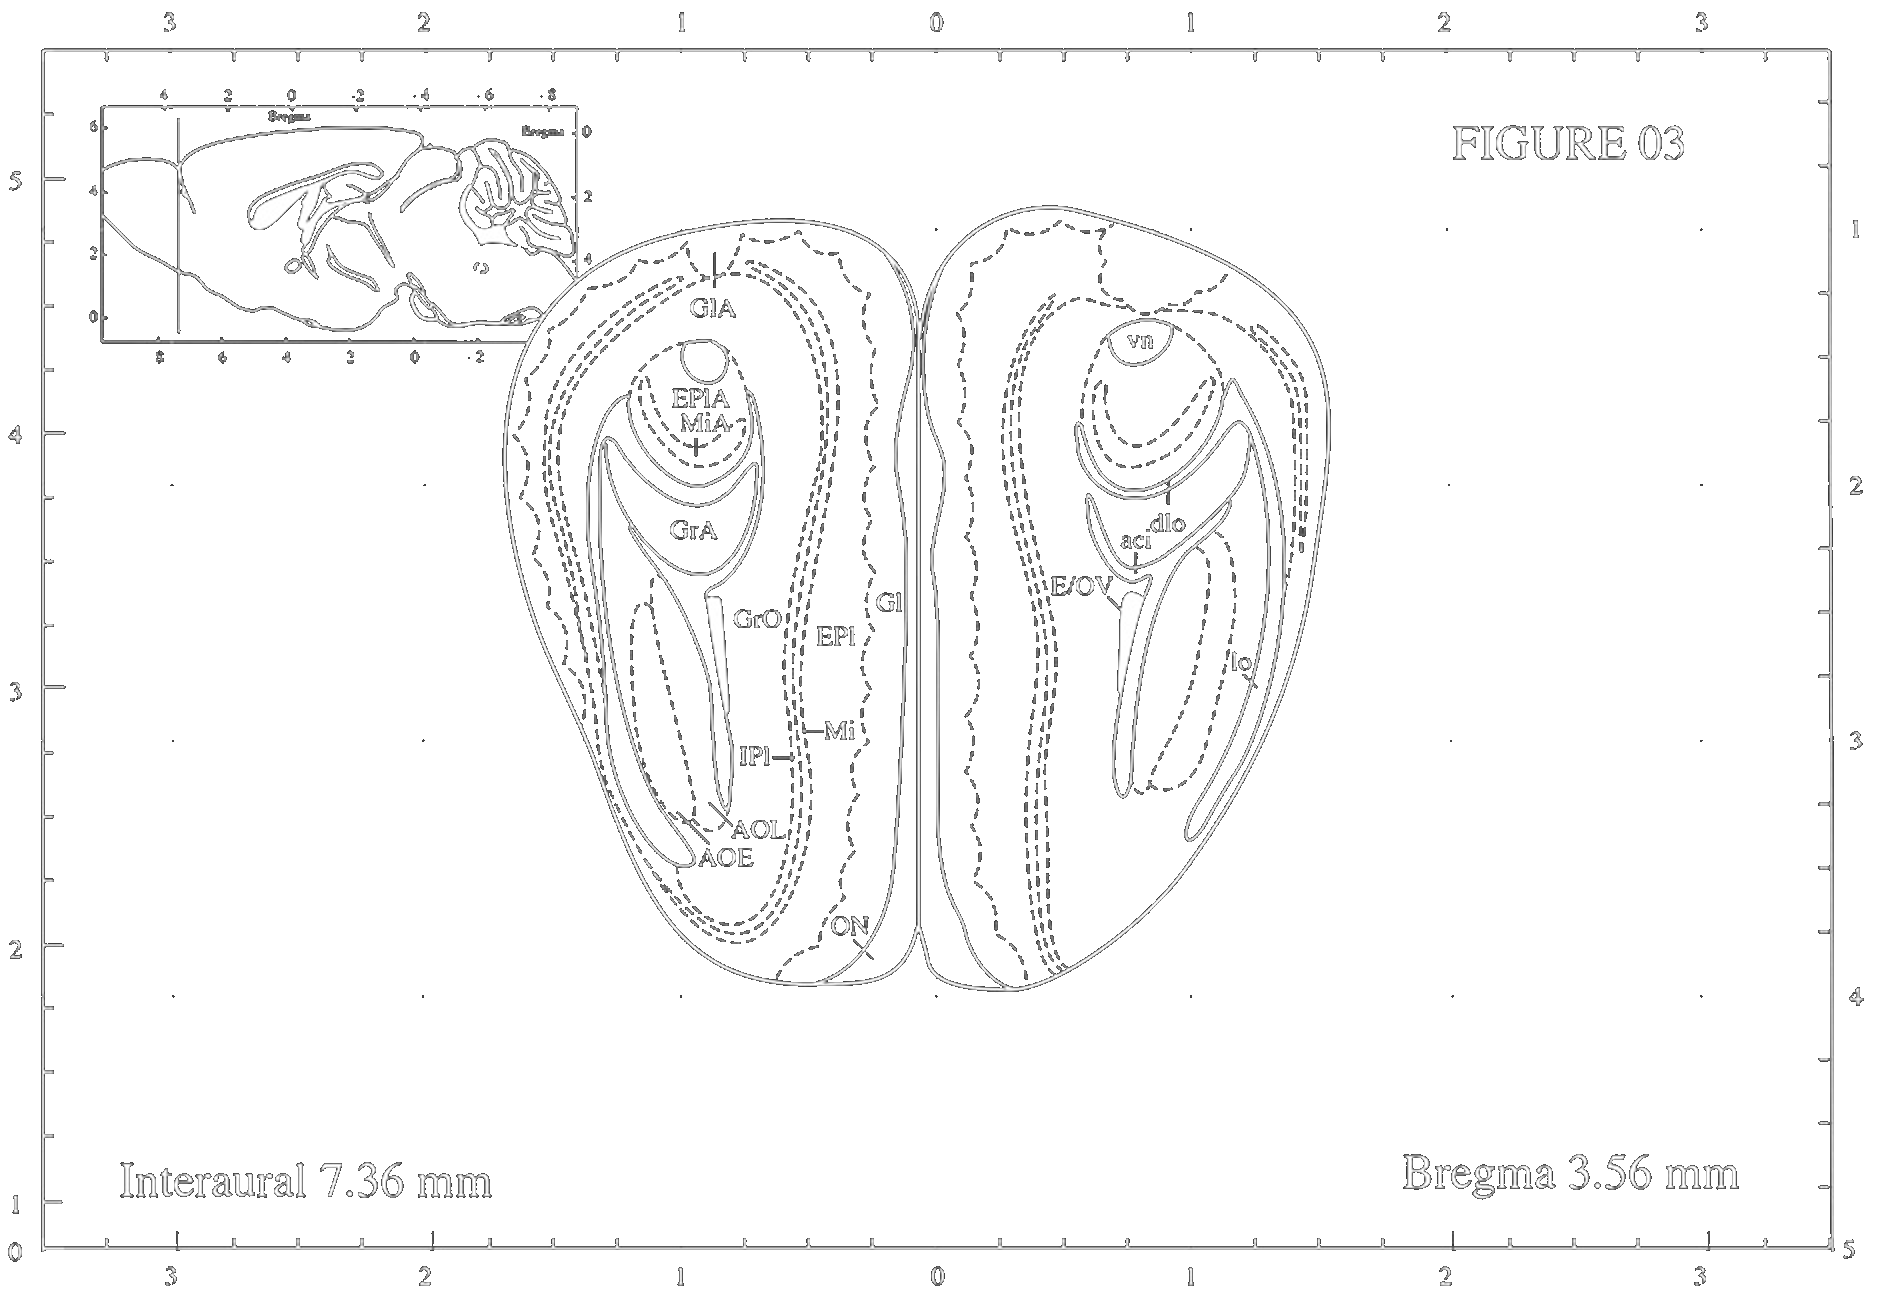 3 2 1 0 1 2 3
4 2 0 -2 -4 -6 -8
Bregma
Bregma
6 0
4 2
2 4
0
8 6 4 2 0 -2
FIGURE 03
5
4
3
2
1
0
1
2
3
4
5
GlA
vn
EPlA
MiA
GrA
dlo
aci
E/OV
Gl
GrO
EPl
lo
Mi
IPl
AOL
AOE
ON
Interaural 7.36 mm
Bregma 3.56 mm
3 2 1 0 1 2 3